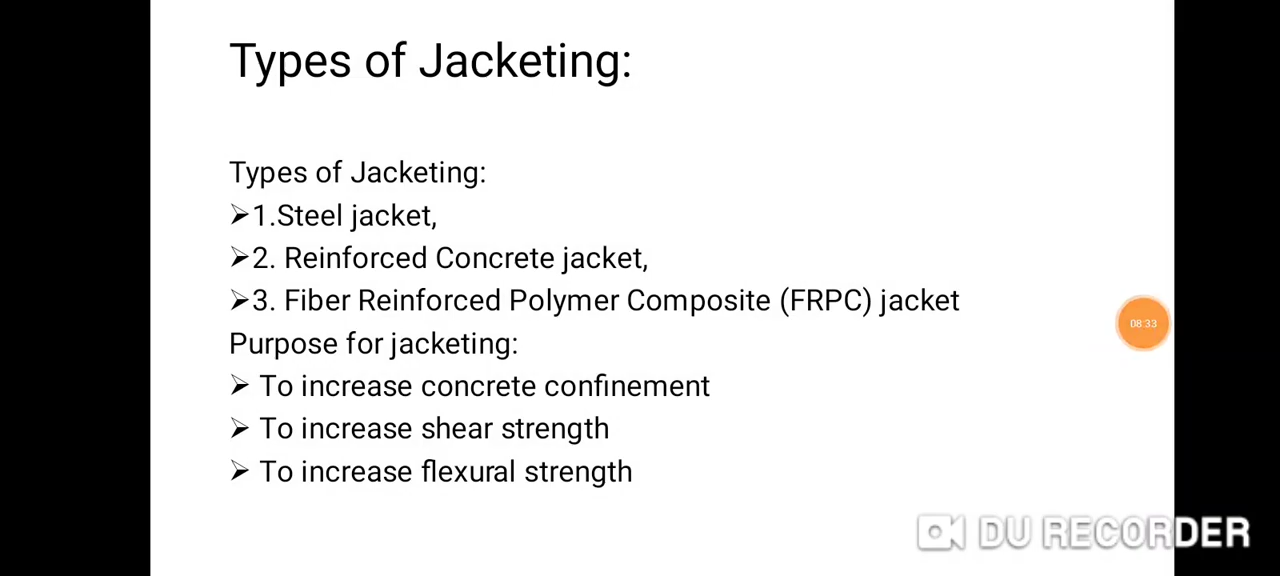 Types of Jacketing:
Types of Jacketing:
➢1.Steel jacket,
➢2. Reinforced Concrete jacket,
➢3. Fiber Reinforced Polymer Composite (FRPC) jacket
08:33
Purpose for jacketing:
➢ To increase concrete confinement
➢ To increase shear strength
➢ To increase flexural strength
DU RECORDER